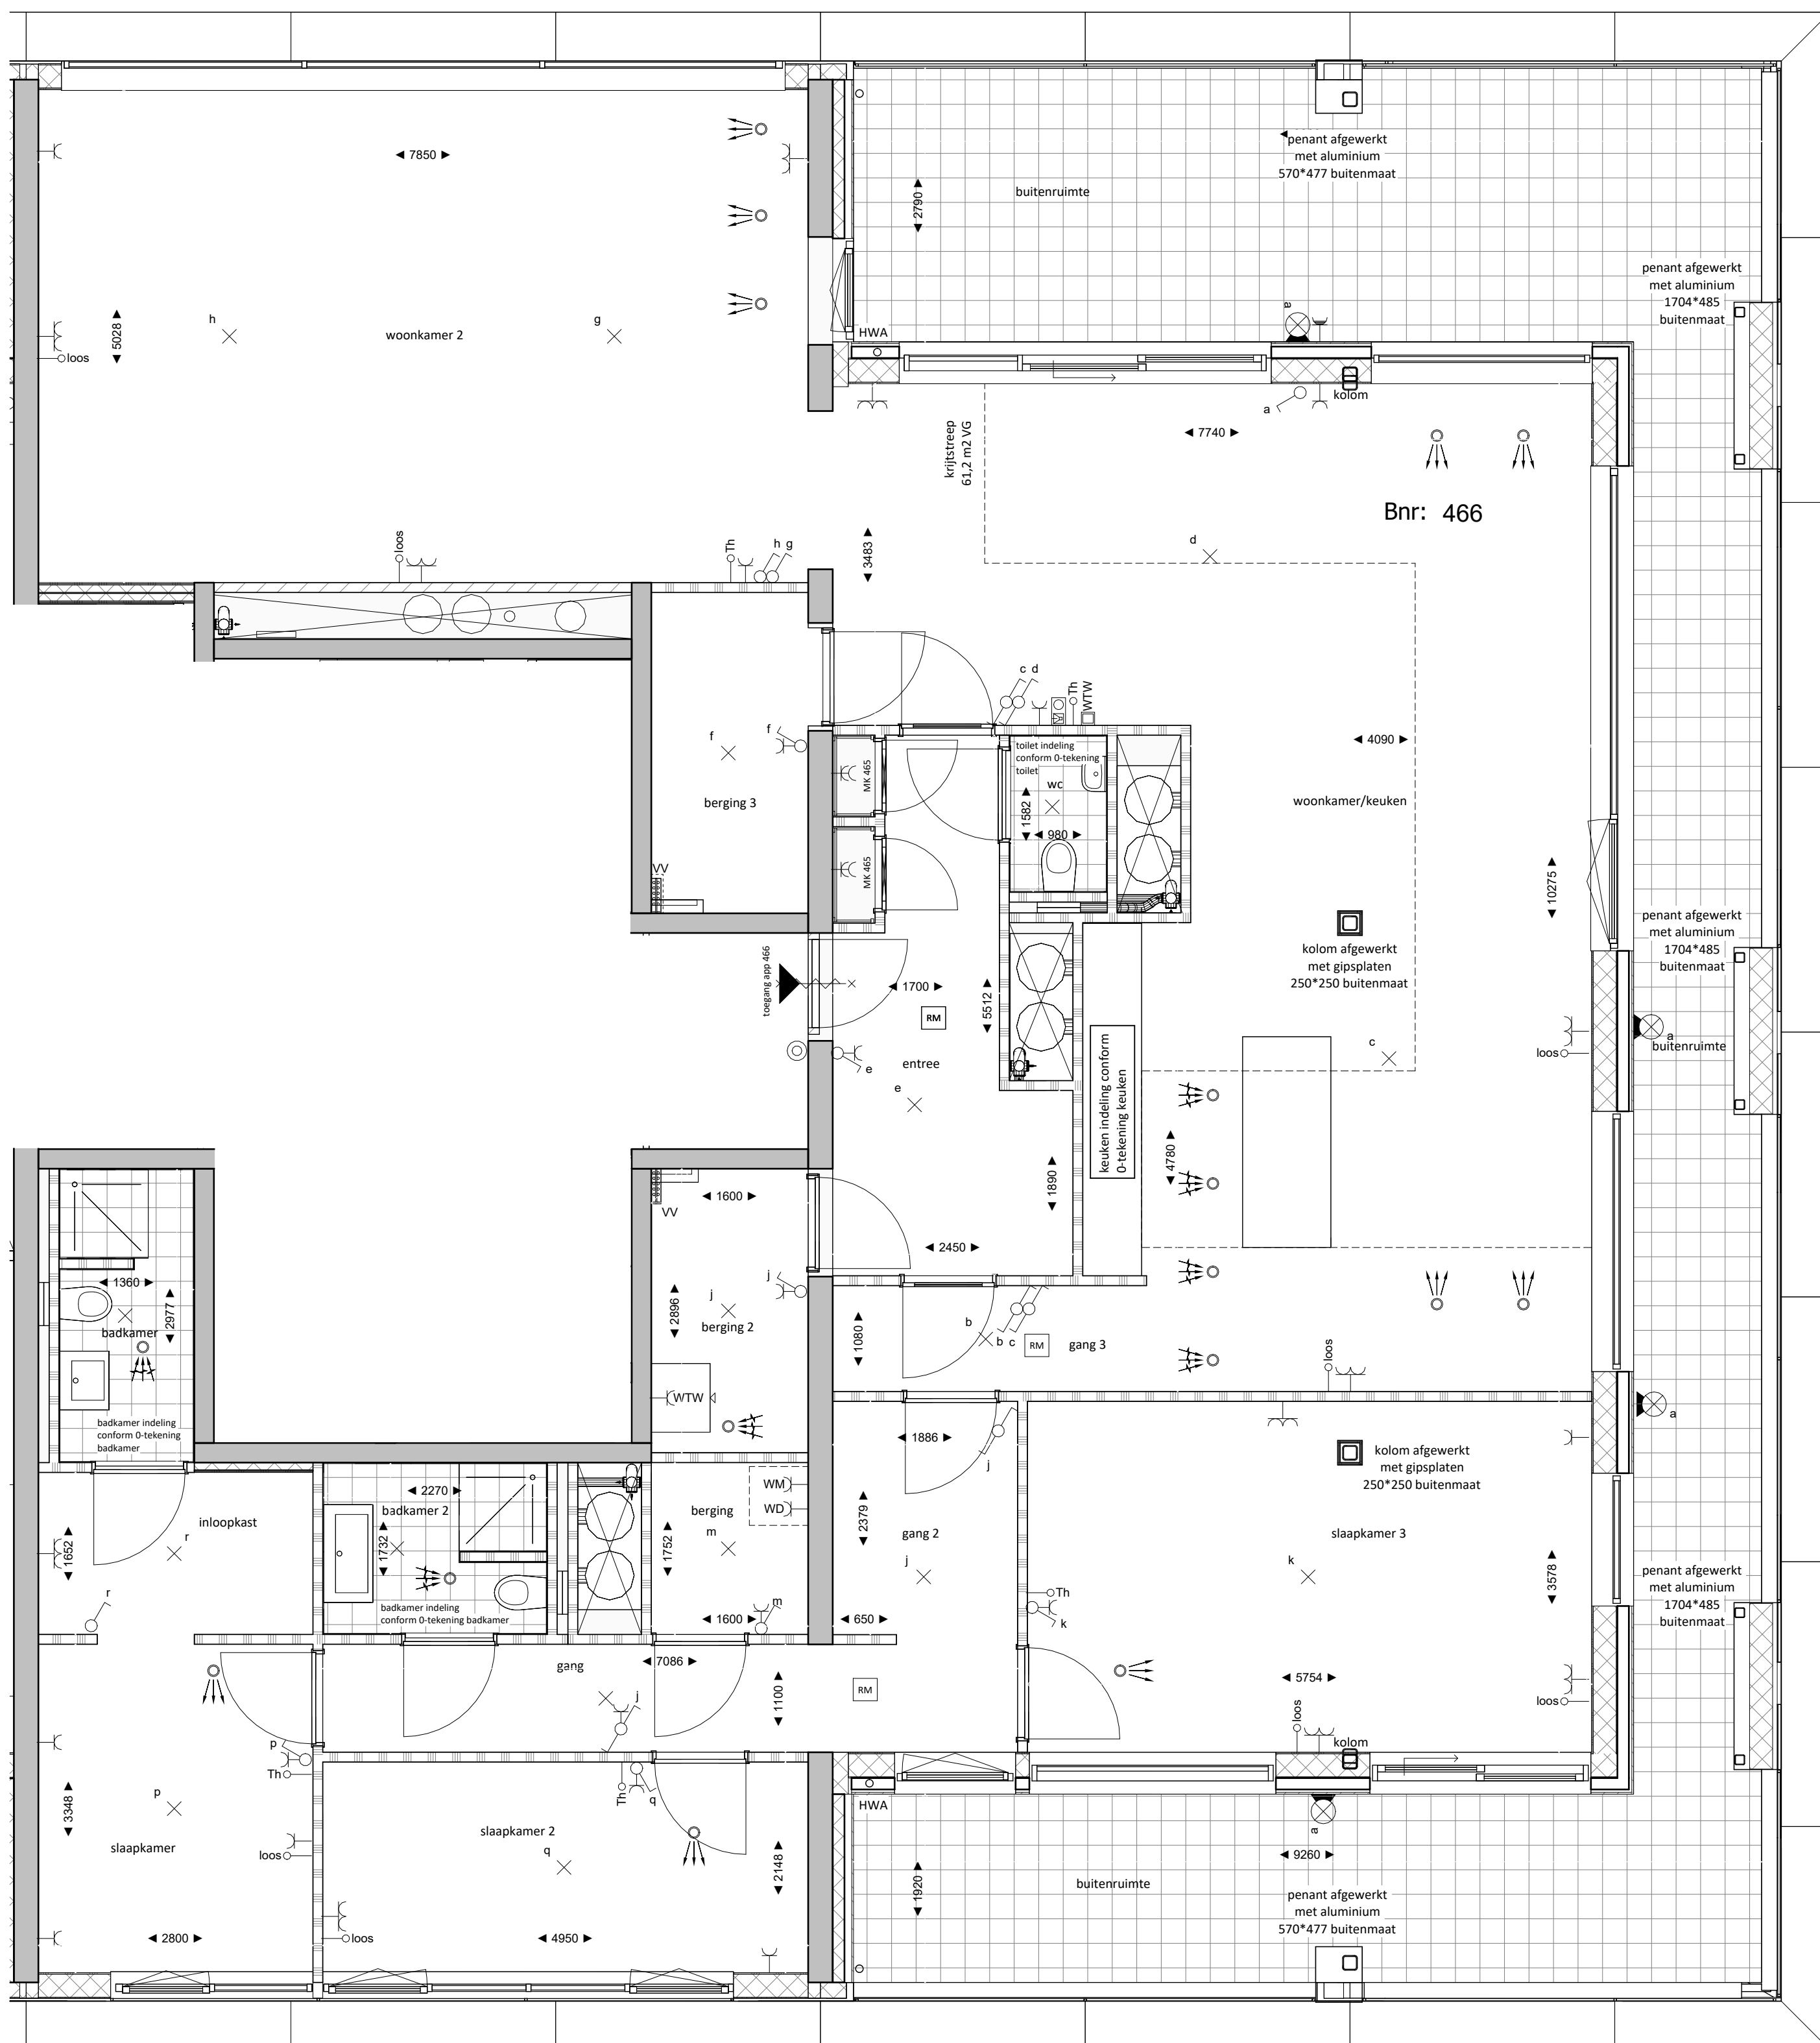 ◄ 7850 ►
penant afgewerkt
met aluminium
570*477 buitenmaat
◄ 2790 ►
buitenruimte
penant afgewerkt
met aluminium
1704*485
buitenmaat
a
HWA
h
g
woonkamer 2
◄ 5028 ►
loos
a
kolom
krijtstreep
61,2 m2 VG
◄ 7740 ►
Bnr: 466
loos
Th
h g
◄ 3483 ►
d
c d
Th
WTW
f
f
berging 3
MK 465
MK 465
toilet indeling
conform 0-tekening
toilet
wc
◄ 1582 ►
◄ 980 ►
◄ 4090 ►
woonkamer/keuken
◄ 10275 ►
VV
penant afgewerkt
met aluminium
1704*485
buitenmaat
kolom afgewerkt
met gipsplaten
250*250 buitenmaat
toegang app 466
◄ 1700 ►
RM
◄ 5512 ►
entree
e
e
c
loos
a
buitenruimte
keuken indeling conform
0-tekening keuken
◄ 4780 ►
◄ 1890 ►
◄ 1600 ►
VV
◄ 2450 ►
◄ 1360 ►
◄ 2977 ►
badkamer
j
j
◄ 2896 ►
berging 2
◄ 1080 ►
b
b c
RM
gang 3
loos
WTW
a
badkamer indeling
conform 0-tekening
badkamer
◄ 1886 ►
j
kolom afgewerkt
met gipsplaten
250*250 buitenmaat
◄ 2270 ►
badkamer 2
WM
WD
berging
m
inloopkast
r
◄ 1652 ►
◄ 1732 ►
◄ 1752 ►
◄ 2379 ►
gang 2
j
slaapkamer 3
k
◄ 3578 ►
penant afgewerkt
met aluminium
1704*485
buitenmaat
r
badkamer indeling
conform 0-tekening badkamer
◄ 1600 ►
m
◄ 650 ►
Th
k
gang
◄ 7086 ►
j
◄ 1100 ►
RM
◄ 5754 ►
loos
loos
kolom
p
Th
Th
q
p
◄ 3348 ►
slaapkamer
loos
slaapkamer 2
q
◄ 2148 ►
HWA
a
◄ 9260 ►
◄ 1920 ►
buitenruimte
penant afgewerkt
met aluminium
570*477 buitenmaat
◄ 2800 ►
loos
◄ 4950 ►